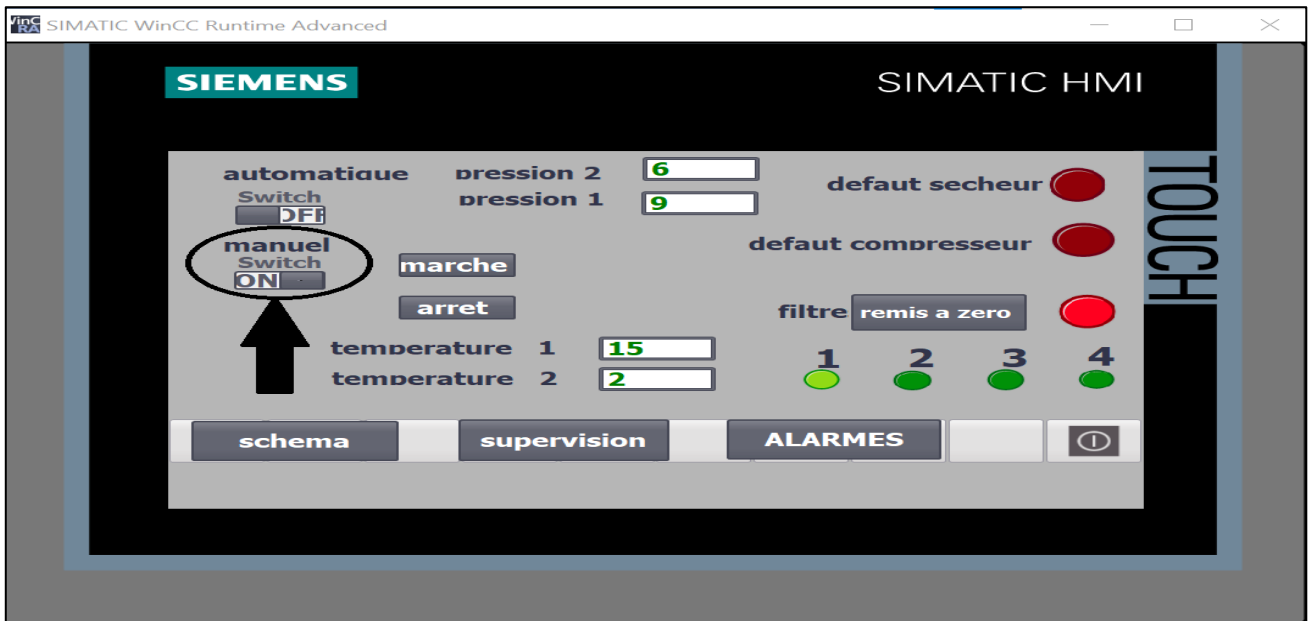 SIMATIC WinCC Runtime Advanced
SIEMENS
SIMATIC HMI
TOUCH
automatique
Switch
OFF
pression 2
6
pression 1
9
defaut secheur
manuel
Switch
ON
marche
arret
defaut compresseur
filtre
remis a zero
temperature 1
15
temperature 2
2
1 2 3 4
schema
supervision
ALARMES